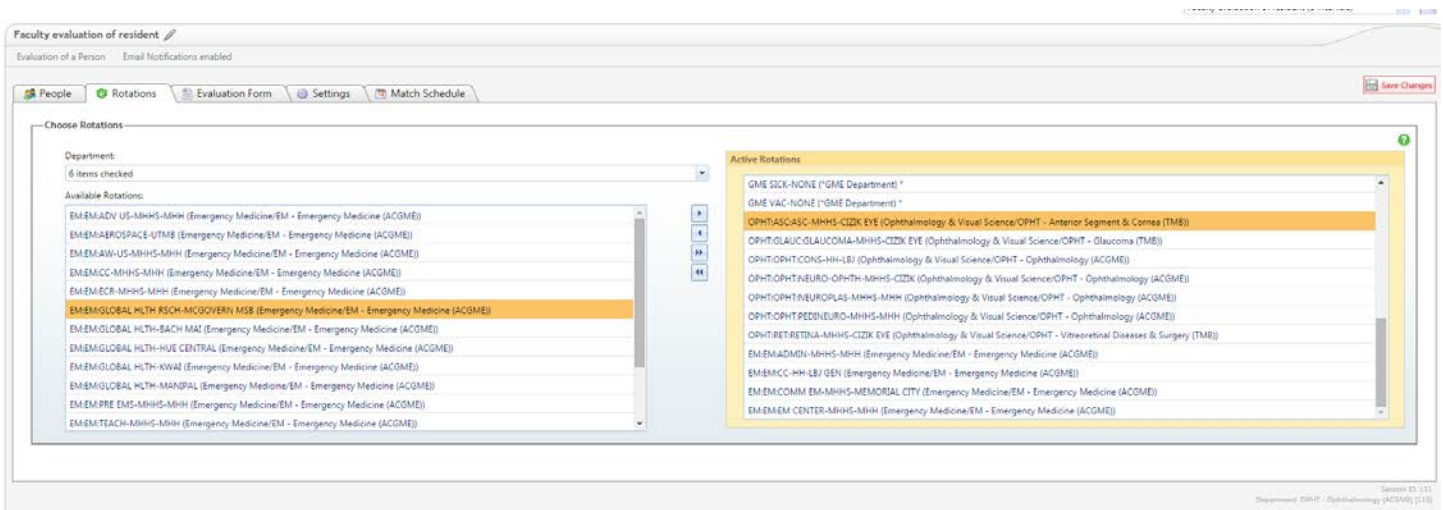 Faculty evaluation of resident
Evaluation of a Person Email Notifications enabled
People Rotations Evaluation Form Settings Match Schedule
Save Changes
Choose Rotations
Department:
6 items checked
Available Rotations:
EM:EM:ADV US-MHHS-MHH (Emergency Medicine/EM - Emergency Medicine (ACGME))
EM:EM:AEROSPACE-UTMB (Emergency Medicine/EM - Emergency Medicine (ACGME))
EM:EM:AW-US-MHHS-MHH (Emergency Medicine/EM - Emergency Medicine (ACGME))
EM:EM:CC-MHHS-MHH (Emergency Medicine/EM - Emergency Medicine (ACGME))
EM:EM:ECR-MHHS-MHH (Emergency Medicine/EM - Emergency Medicine (ACGME))
EM:EM:GLOBAL HLTH RSCH-MCGOVERN MSB (Emergency Medicine/EM - Emergency Medicine (ACGME))
EM:EM:GLOBAL HLTH-BACH MAI (Emergency Medicine/EM - Emergency Medicine (ACGME))
EM:EM:GLOBAL HLTH-HUE CENTRAL (Emergency Medicine/EM - Emergency Medicine (ACGME))
EM:EM:GLOBAL HLTH-KWAI (Emergency Medicine/EM - Emergency Medicine (ACGME))
EM:EM:GLOBAL HLTH-MANIPAL (Emergency Medicine/EM - Emergency Medicine (ACGME))
EM:EM:PRE EMS-MHHS-MHH (Emergency Medicine/EM - Emergency Medicine (ACGME))
EM:EM:TEACH-MHHS-MHH (Emergency Medicine/EM - Emergency Medicine (ACGME))
Active Rotations
GME SICK-NONE (*GME Department) *
GME VAC-NONE (*GME Department) *
OPHT:ASC:ASC-MHHS-CIZIK EYE (Ophthalmology & Visual Science/OPHT - Anterior Segment & Cornea (TMB))
OPHT:GLAUC:GLAUCOMA-MHHS-CIZIK EYE (Ophthalmology & Visual Science/OPHT - Glaucoma (TMB))
OPHT:OPHT:CONS-HH-LBJ (Ophthalmology & Visual Science/OPHT - Ophthalmology (ACGME))
OPHT:OPHT:NEURO-OPHTH-MHHS-CIZIK (Ophthalmology & Visual Science/OPHT - Ophthalmology (ACGME))
OPHT:OPHT:NEUROPLAS-MHHS-MHH (Ophthalmology & Visual Science/OPHT - Ophthalmology (ACGME))
OPHT:OPHT:PEDINEURO-MHHS-MHH (Ophthalmology & Visual Science/OPHT - Ophthalmology (ACGME))
OPHT:RET:RETINA-MHHS-CIZIK EYE (Ophthalmology & Visual Science/OPHT - Vitreoretinal Diseases & Surgery (TMB))
EM:EM:ADMIN-MHHS-MHH (Emergency Medicine/EM - Emergency Medicine (ACGME))
EM:EM:CC-HH-LBJ GEN (Emergency Medicine/EM - Emergency Medicine (ACGME))
EM:EM:COMM EM-MHHS-MEMORIAL CITY (Emergency Medicine/EM - Emergency Medicine (ACGME))
EM:EM:EM CENTER-MHHS-MHH (Emergency Medicine/EM - Emergency Medicine (ACGME))
Session ID: 151
Department: OPHT - Ophthalmology (ACGME)